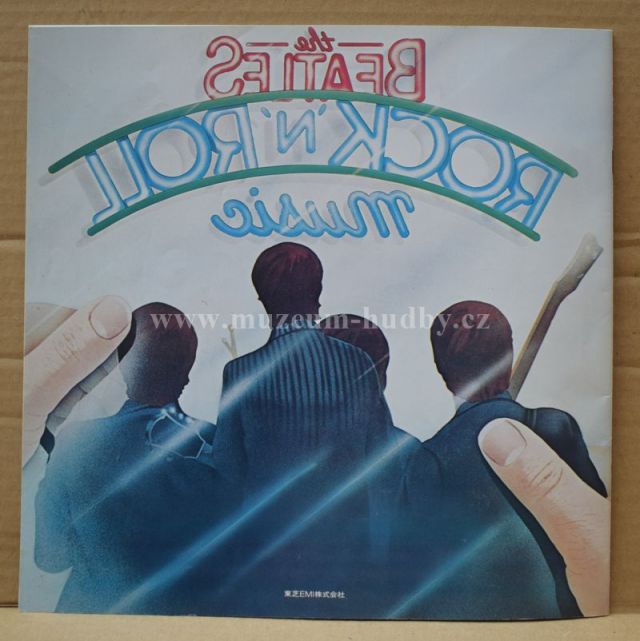 the
BEATLES
ROCK 'N' ROLL
music
www.muzeum-hudby.cz
東芝EMI株式会社